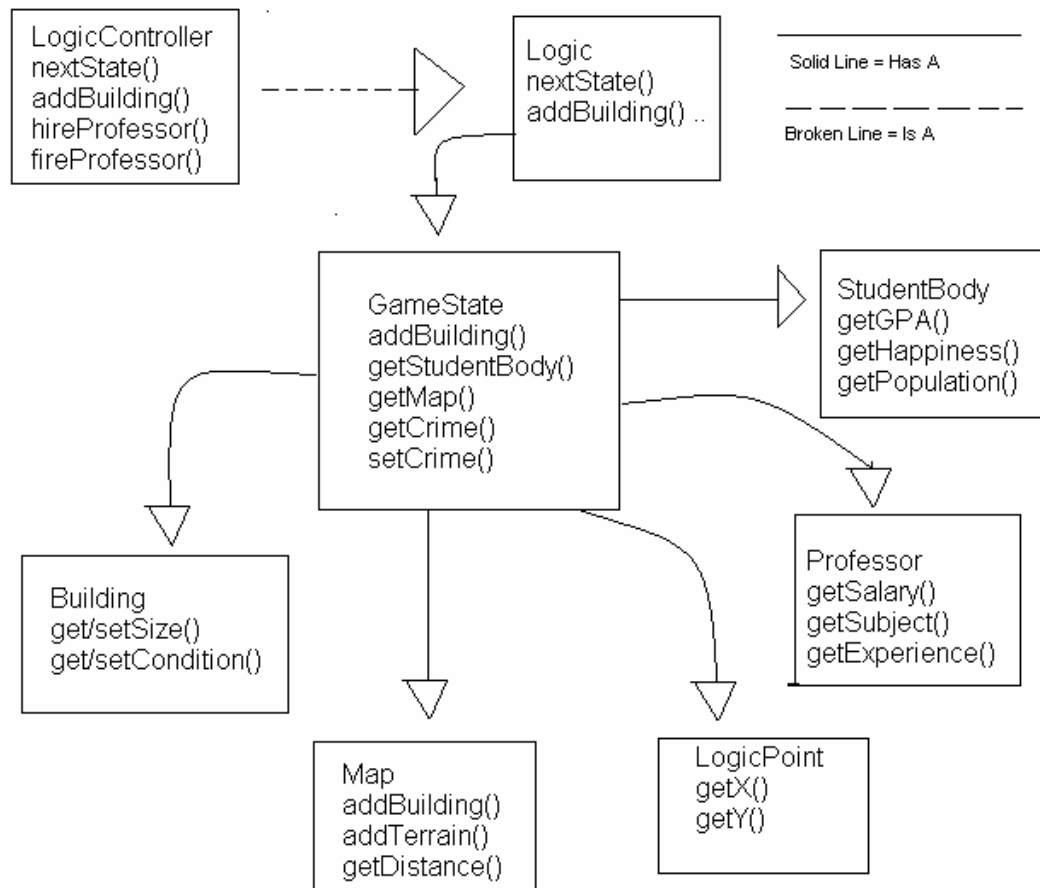 LogicController
nextState()
addBuilding()
hireProfessor()
fireProfessor()
Logic
nextState()
addBuilding() ..
Solid Line = Has A
Broken Line = Is A
GameState
addBuilding()
getStudentBody()
getMap()
getCrime()
setCrime()
StudentBody
getGPA()
getHappiness()
getPopulation()
Building
get/setSize()
get/setCondition()
Professor
getSalary()
getSubject()
getExperience()
Map
addBuilding()
addTerrain()
getDistance()
LogicPoint
getX()
getY()